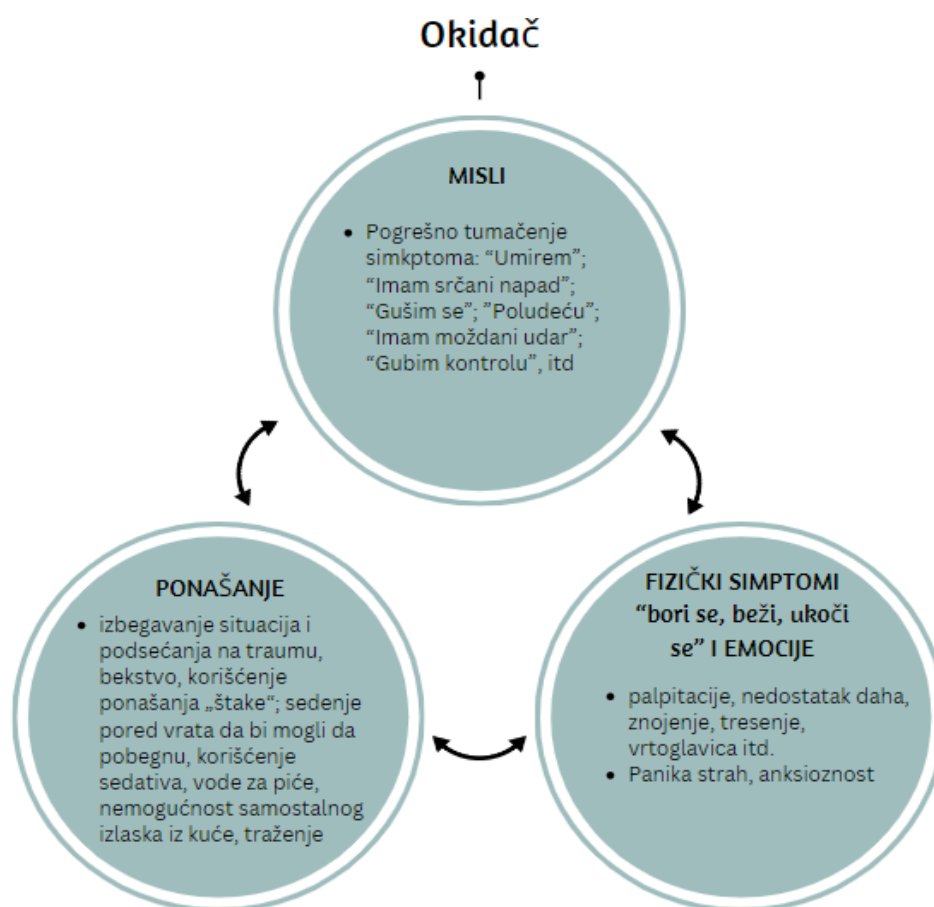 Okidač
MISLI
• Pogrešno tumačenje
simkptoma: “Umirem”;
“Imam srčani napad”;
“Gušim se”; ”Poludeću”;
“Imam moždani udar”;
“Gubim kontrolu”, itd
PONAŠANJE
• izbegavanje situacija i
podsećanja na traumu,
bekstvo, korišćenje
ponašanja „štake“; sedenje
pored vrata da bi mogli da
pobegnu, korišćenje
sedativa, vode za piće,
nemogućnost samostalnog
izlaska iz kuće, traženje
FIZIČKI SIMPTOMI
“bori se, beži, ukoči
se” I EMOCIJE
• palpitacije, nedostatak daha,
znojenje, tresenje,
vrtoglavica itd.
• Panika strah, anksioznost